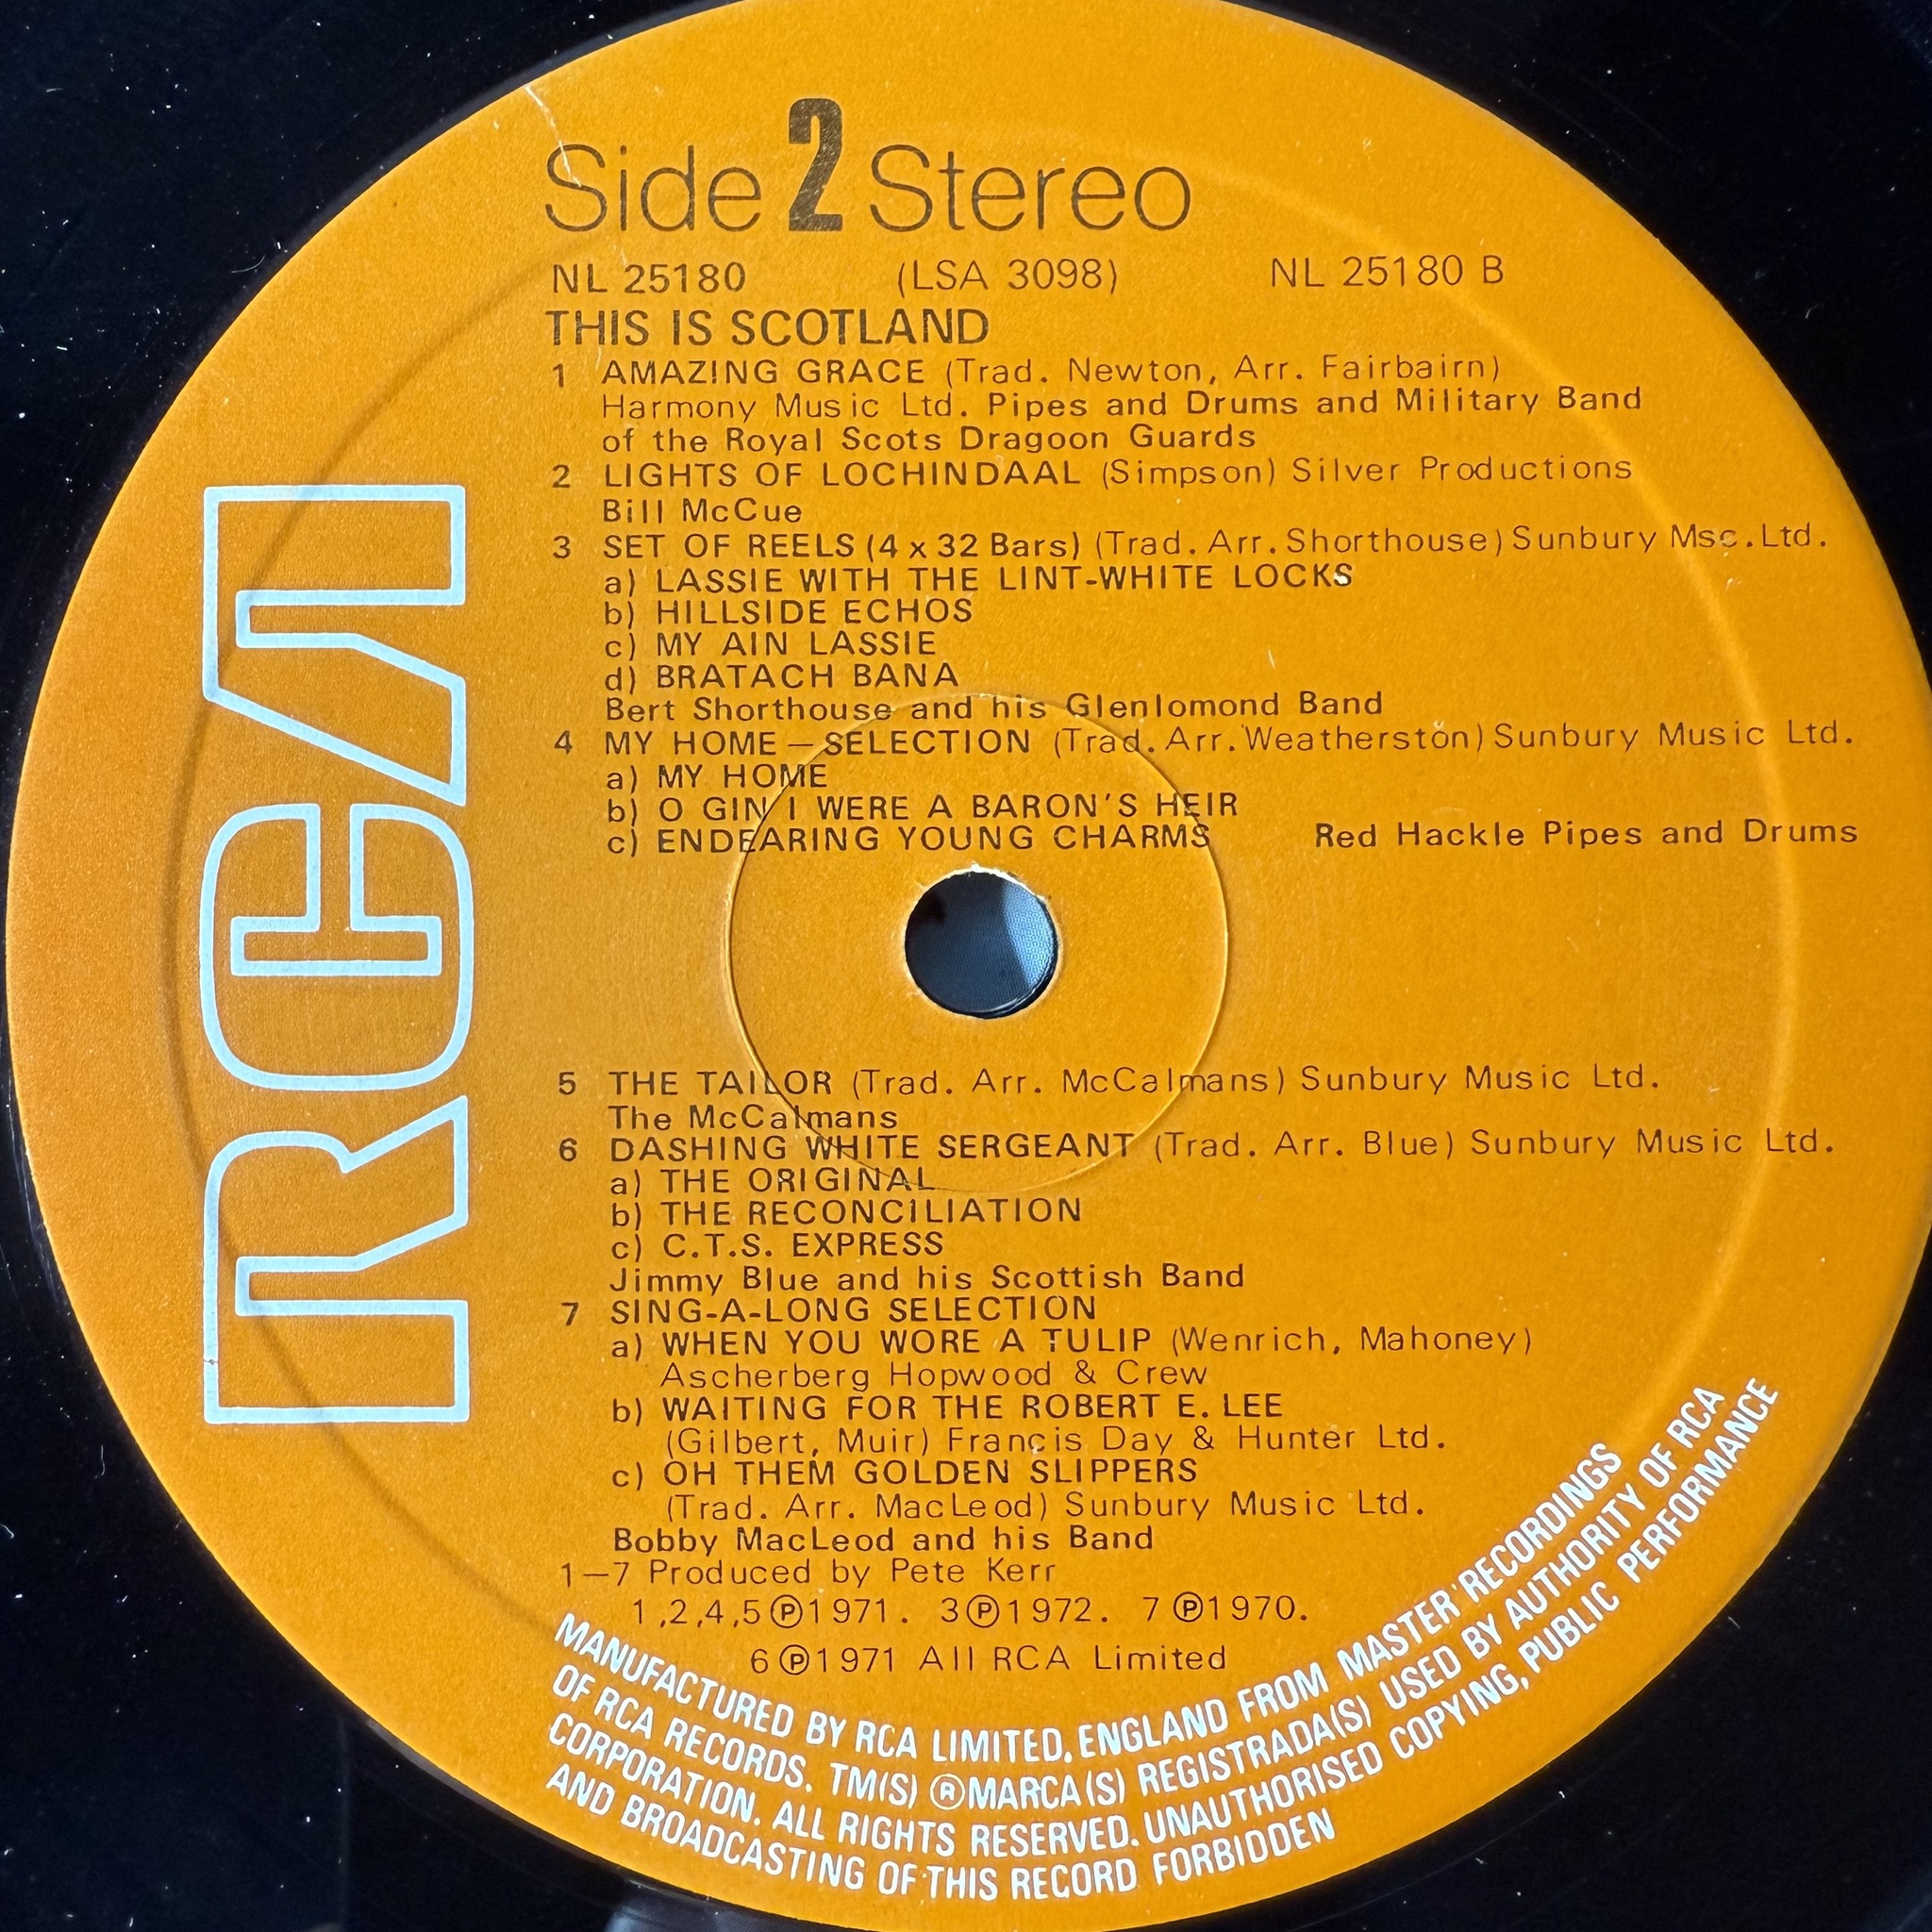 RCA
Side 2 Stereo
NL 25180 (LSA 3098) NL 25180 B
THIS IS SCOTLAND
1 AMAZING GRACE (Trad. Newton, Arr. Fairbairn)
Harmony Music Ltd. Pipes and Drums and Military Band
of the Royal Scots Dragoon Guards
2 LIGHTS OF LOCHINDAAL (Simpson) Silver Productions
Bill McCue
3 SET OF REELS (4 x 32 Bars) (Trad. Arr. Shorthouse) Sunbury Msc. Ltd.
a) LASSIE WITH THE LINT-WHITE LOCKS
b) HILLSIDE ECHOS
c) MY AIN LASSIE
d) BRATACH BANA
Bert Shorthouse and his Glenlomond Band
4 MY HOME — SELECTION (Trad. Arr. Weatherston) Sunbury Music Ltd.
a) MY HOME
b) O GIN I WERE A BARON'S HEIR
c) ENDEARING YOUNG CHARMS Red Hackle Pipes and Drums
5 THE TAILOR (Trad. Arr. McCalmans) Sunbury Music Ltd.
The McCalmans
6 DASHING WHITE SERGEANT (Trad. Arr. Blue) Sunbury Music Ltd.
a) THE ORIGINAL
b) THE RECONCILIATION
c) C.T.S. EXPRESS
Jimmy Blue and his Scottish Band
7 SING-A-LONG SELECTION
a) WHEN YOU WORE A TULIP (Wenrich, Mahoney)
Ascherberg Hopwood & Crew
b) WAITING FOR THE ROBERT E. LEE
(Gilbert, Muir) Francis Day & Hunter Ltd.
c) OH THEM GOLDEN SLIPPERS
(Trad. Arr. MacLeod) Sunbury Music Ltd.
Bobby MacLeod and his Band
1—7 Produced by Pete Kerr
1,2,4,5 ℗1971. 3 ℗1972. 7 ℗1970.
6 ℗1971 All RCA Limited
MANUFACTURED BY RCA LIMITED, ENGLAND FROM MASTER RECORDINGS
OF RCA RECORDS. TM(S) ® MARCA(S) REGISTRADA(S) USED BY AUTHORITY OF RCA
CORPORATION. ALL RIGHTS RESERVED. UNAUTHORISED COPYING, PUBLIC PERFORMANCE
AND BROADCASTING OF THIS RECORD FORBIDDEN